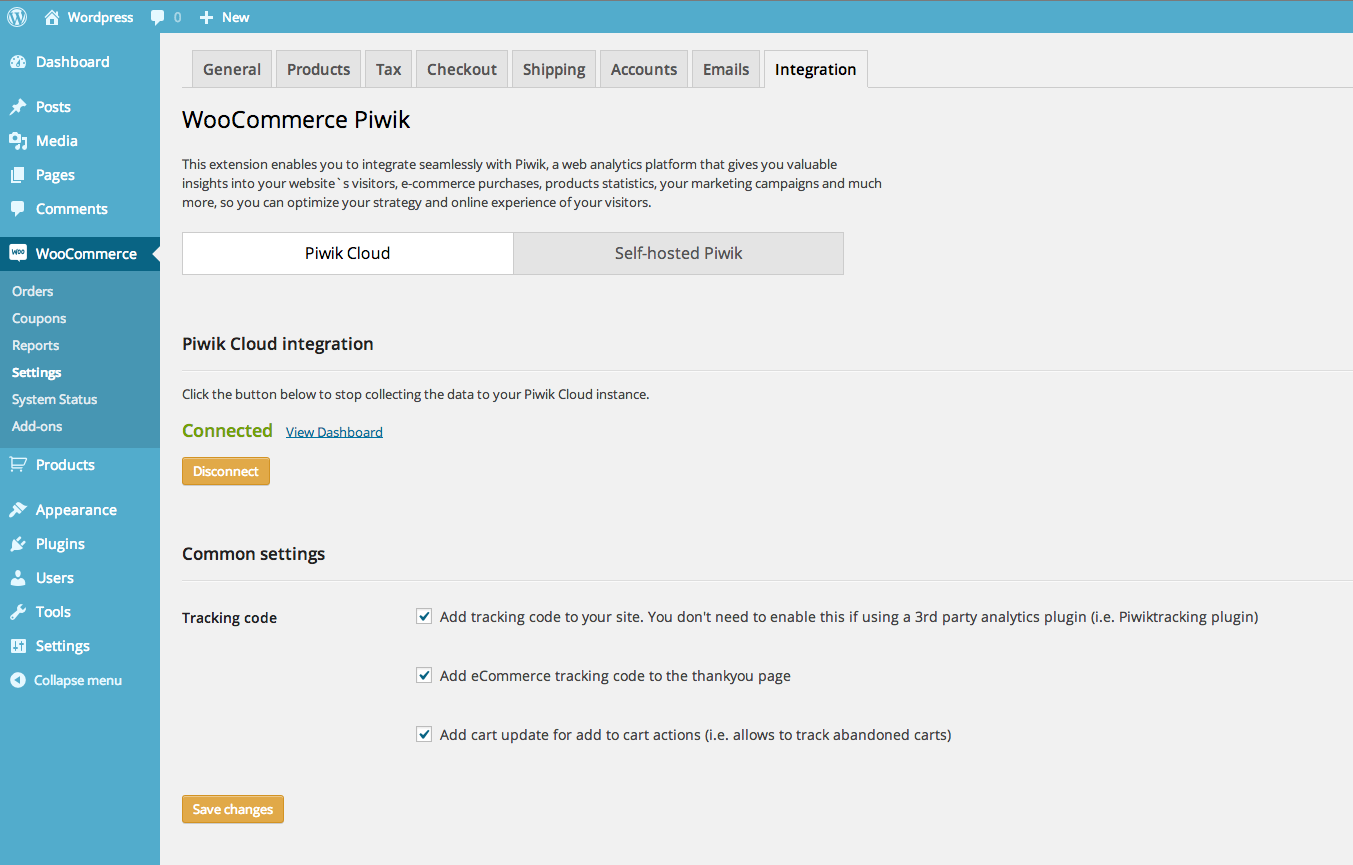 Wordpress 0 New
Dashboard
Posts
Media
Pages
Comments
WooCommerce
Orders
Coupons
Reports
Settings
System Status
Add-ons
Products
Appearance
Plugins
Users
Tools
Settings
Collapse menu
General Products Tax Checkout Shipping Accounts Emails Integration
WooCommerce Piwik
This extension enables you to integrate seamlessly with Piwik, a web analytics platform that gives you valuable
insights into your website`s visitors, e-commerce purchases, products statistics, your marketing campaigns and much
more, so you can optimize your strategy and online experience of your visitors.
Piwik Cloud Self-hosted Piwik
Piwik Cloud integration
Click the button below to stop collecting the data to your Piwik Cloud instance.
Connected View Dashboard
Disconnect
Common settings
Tracking code Add tracking code to your site. You don't need to enable this if using a 3rd party analytics plugin (i.e. Piwiktracking plugin)
Add eCommerce tracking code to the thankyou page
Add cart update for add to cart actions (i.e. allows to track abandoned carts)
Save changes